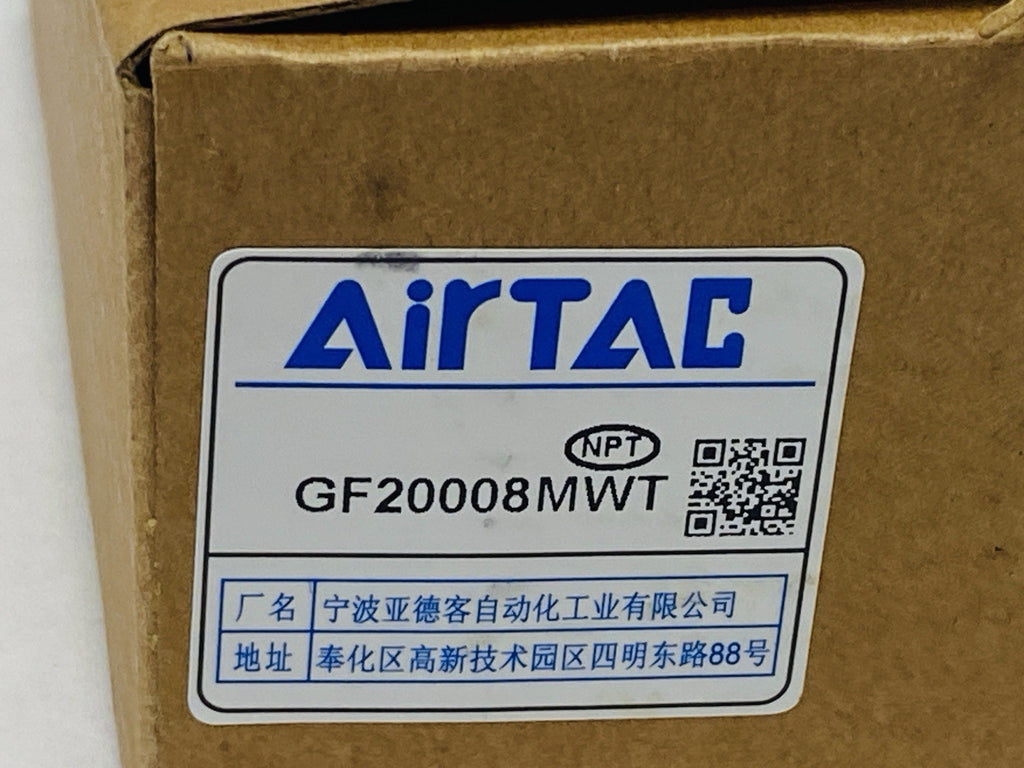 AirTAC
NPT
GF20008MWT
厂名 宁波亚德客自动化工业有限公司
地址 奉化区高新技术园区四明东路88号